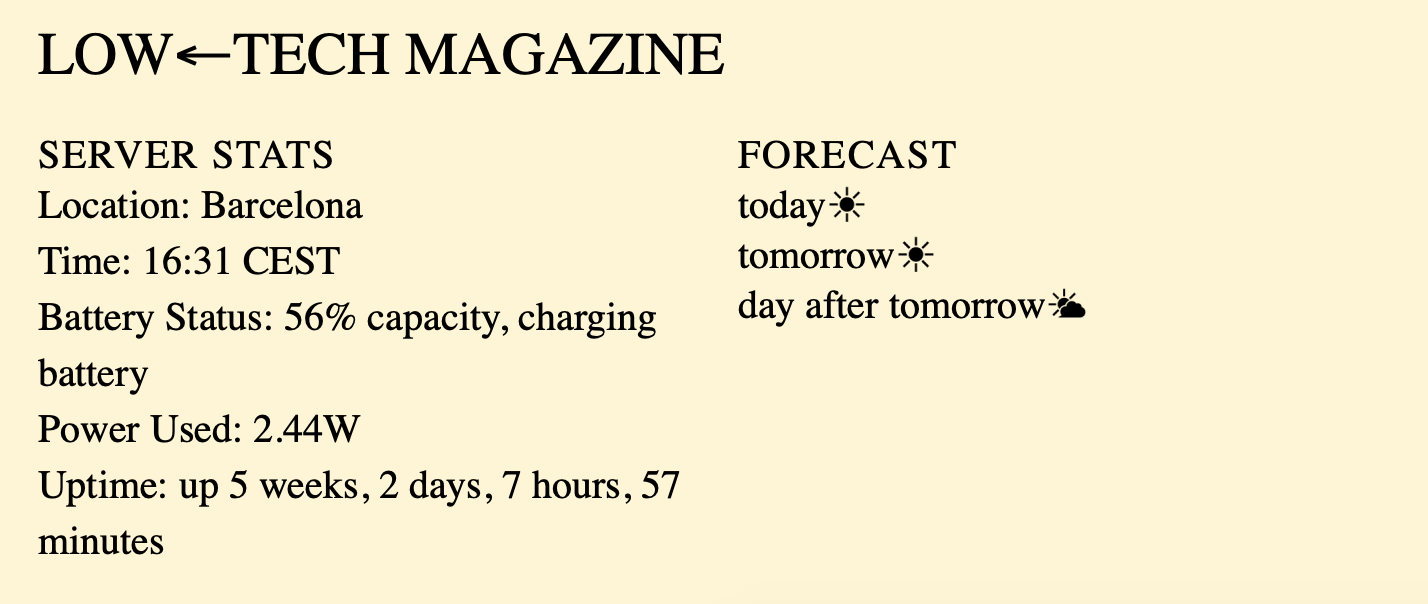 LOW←TECH MAGAZINE
SERVER STATS
Location: Barcelona
Time: 16:31 CEST
Battery Status: 56% capacity, charging
battery
Power Used: 2.44W
Uptime: up 5 weeks, 2 days, 7 hours, 57
minutes
FORECAST
today☀
tomorrow☀
day after tomorrow🌤